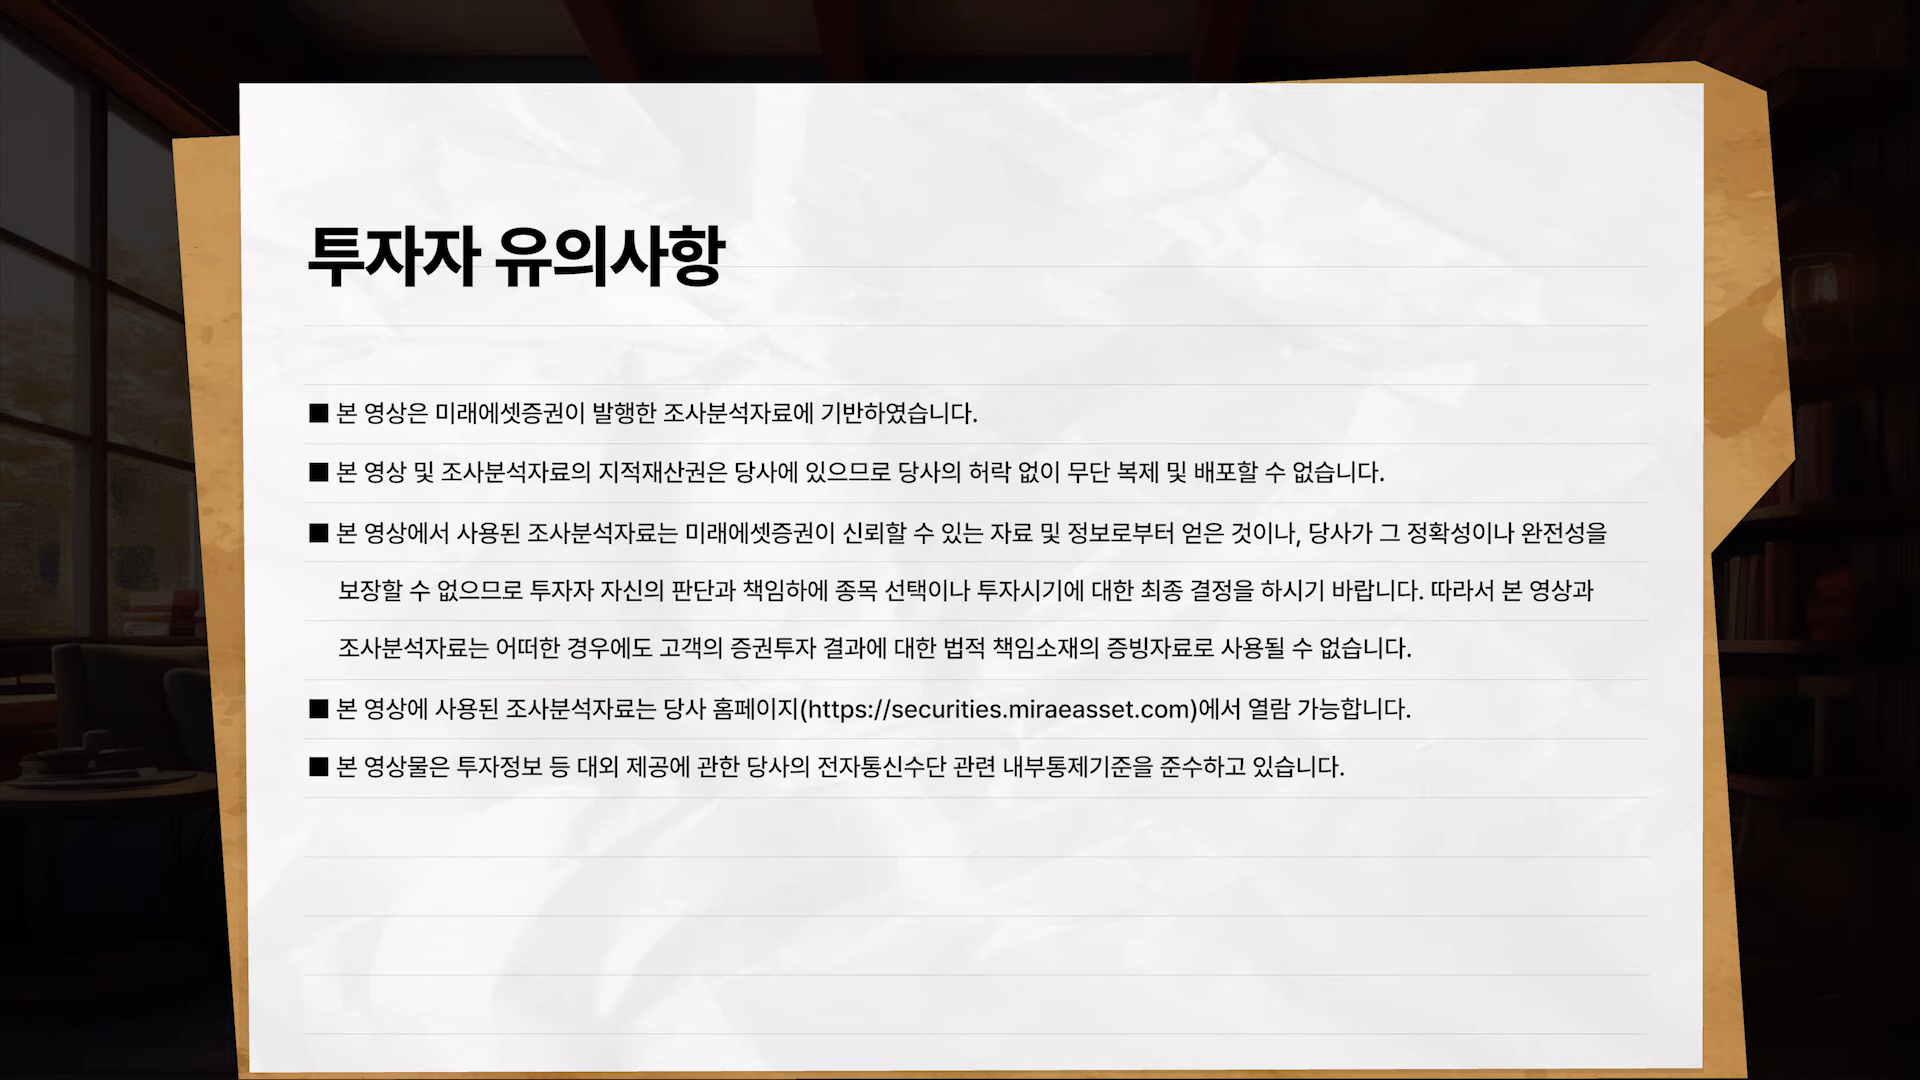 투자자 유의사항
■ 본 영상은 미래에셋증권이 발행한 조사분석자료에 기반하였습니다.
■ 본 영상 및 조사분석자료의 지적재산권은 당사에 있으므로 당사의 허락 없이 무단 복제 및 배포할 수 없습니다.
■ 본 영상에서 사용된 조사분석자료는 미래에셋증권이 신뢰할 수 있는 자료 및 정보로부터 얻은 것이나, 당사가 그 정확성이나 완전성을
보장할 수 없으므로 투자자 자신의 판단과 책임하에 종목 선택이나 투자시기에 대한 최종 결정을 하시기 바랍니다. 따라서 본 영상과
조사분석자료는 어떠한 경우에도 고객의 증권투자 결과에 대한 법적 책임소재의 증빙자료로 사용될 수 없습니다.
■ 본 영상에 사용된 조사분석자료는 당사 홈페이지(https://securities.miraeasset.com)에서 열람 가능합니다.
■ 본 영상물은 투자정보 등 대외 제공에 관한 당사의 전자통신수단 관련 내부통제기준을 준수하고 있습니다.